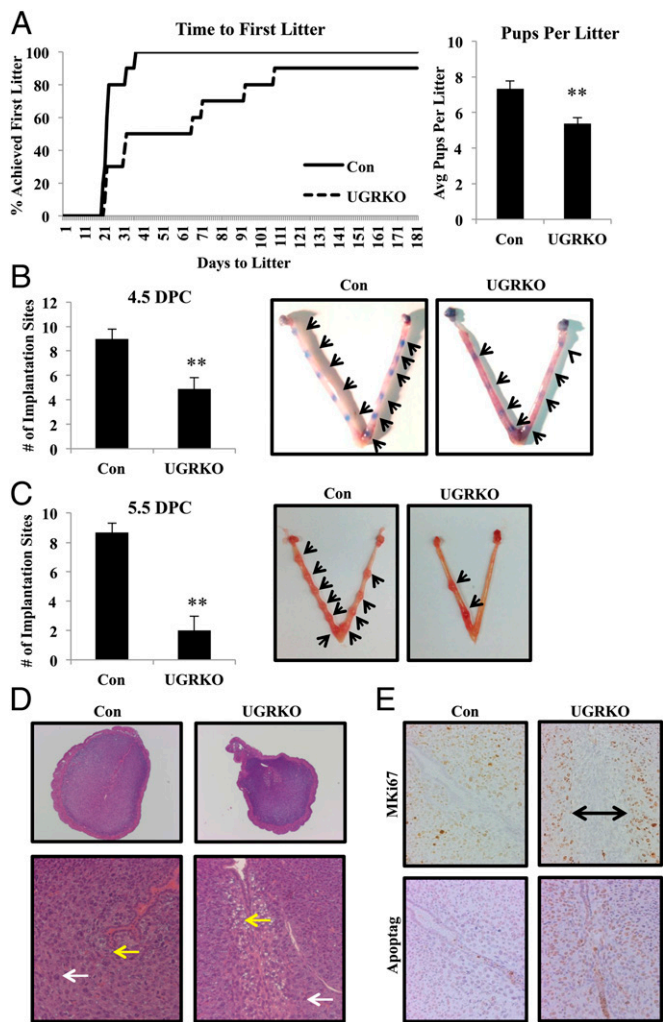 A
Time to First Litter
% Achieved First Litter
100
80
60
40
20
0
1 11 21 31 41 51 61 71 81 91 101 111 121 131 141 151 161 171 181
Days to Litter
Con
UGRKO
Pups Per Litter
Avg Pups Per Litter
8
6
4
2
0
**
Con UGRKO
B
4.5 DPC
# of Implantation Sites
12
10
8
6
4
2
0
**
Con UGRKO
Con UGRKO
C
5.5 DPC
# of Implantation Sites
10
8
6
4
2
0
**
Con UGRKO
Con UGRKO
D
Con UGRKO
E
Con UGRKO
MKi67
Apoptag